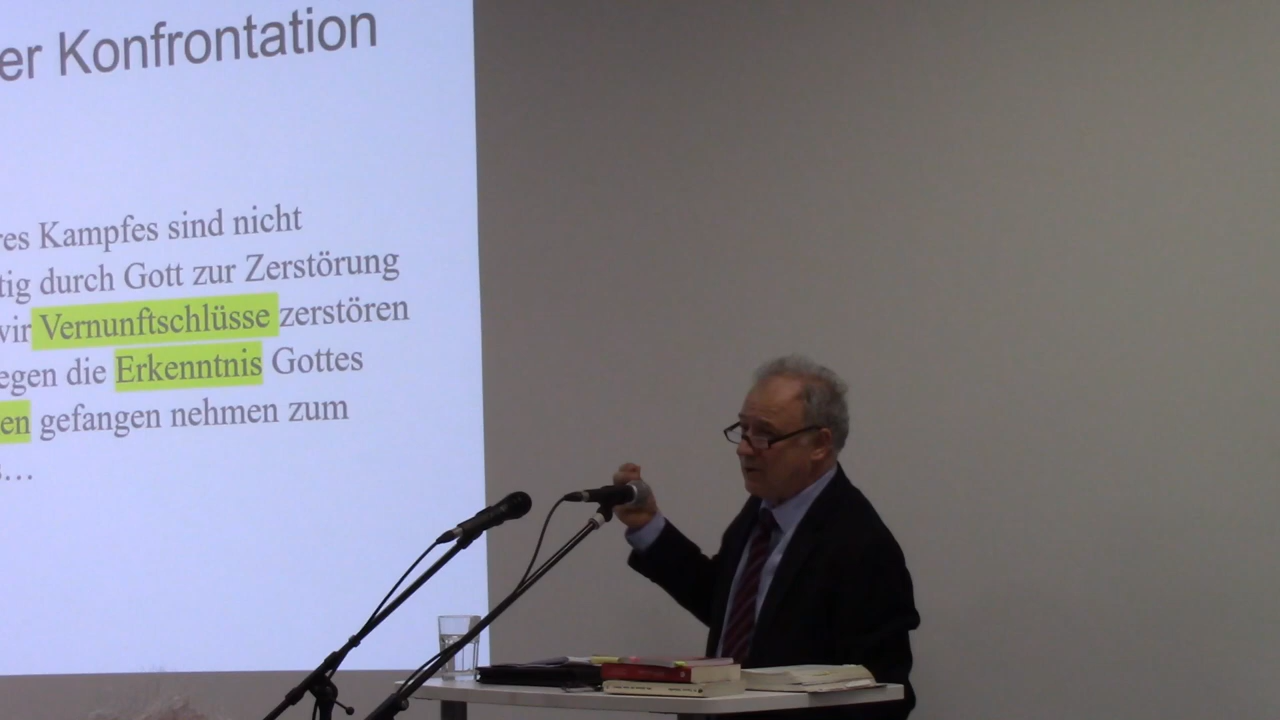 er Konfrontation
res Kampfes sind nicht
tig durch Gott zur Zerstörung
wir Vernunftschlüsse zerstören
egen die Erkenntnis Gottes
en gefangen nehmen zum
s…